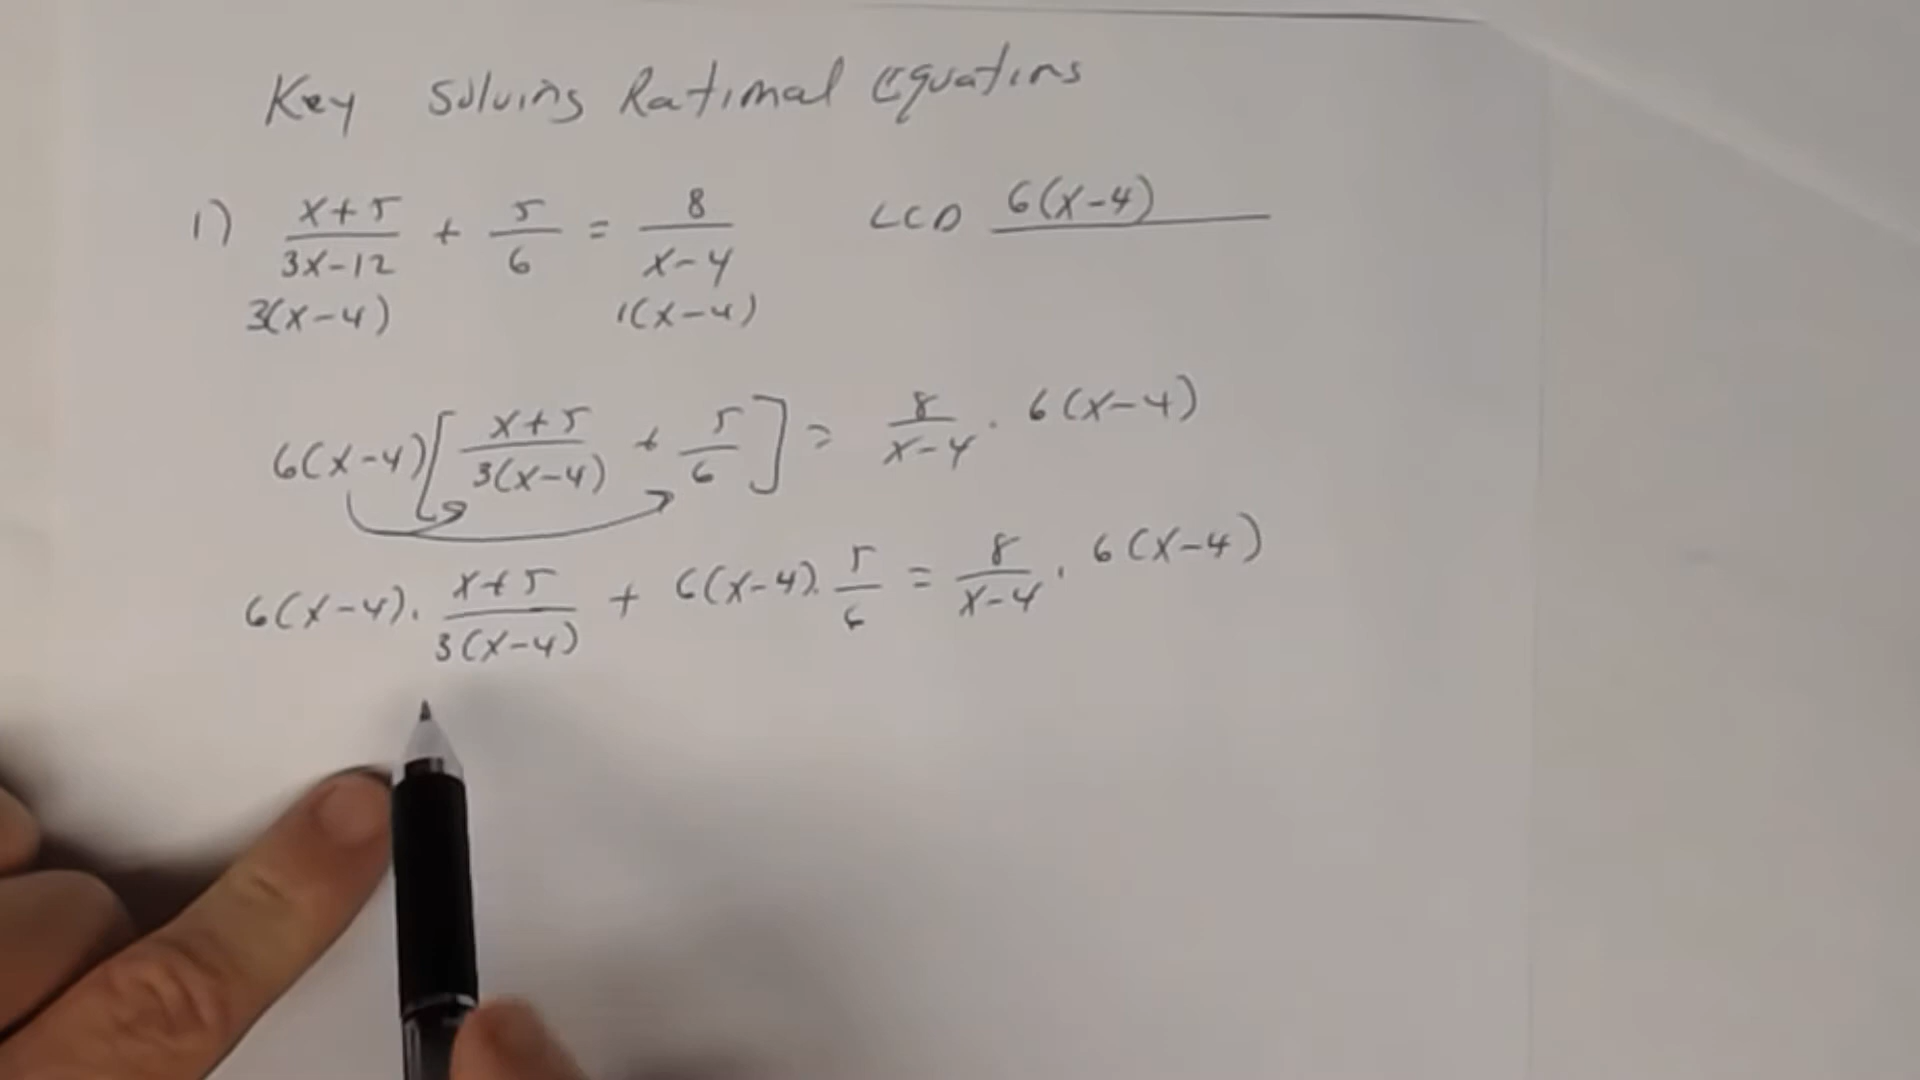 Key Solving Rational Equations
1) (x+5)/(3x-12) + 5/6 = 8/(x-4) LCD 6(x-4)
3(x-4) 1(x-4)
6(x-4)[(x+5)/(3(x-4)) + 5/6] = 8/(x-4) · 6(x-4)
6(x-4) · (x+5)/(3(x-4)) + 6(x-4) · 5/6 = 8/(x-4) · 6(x-4)